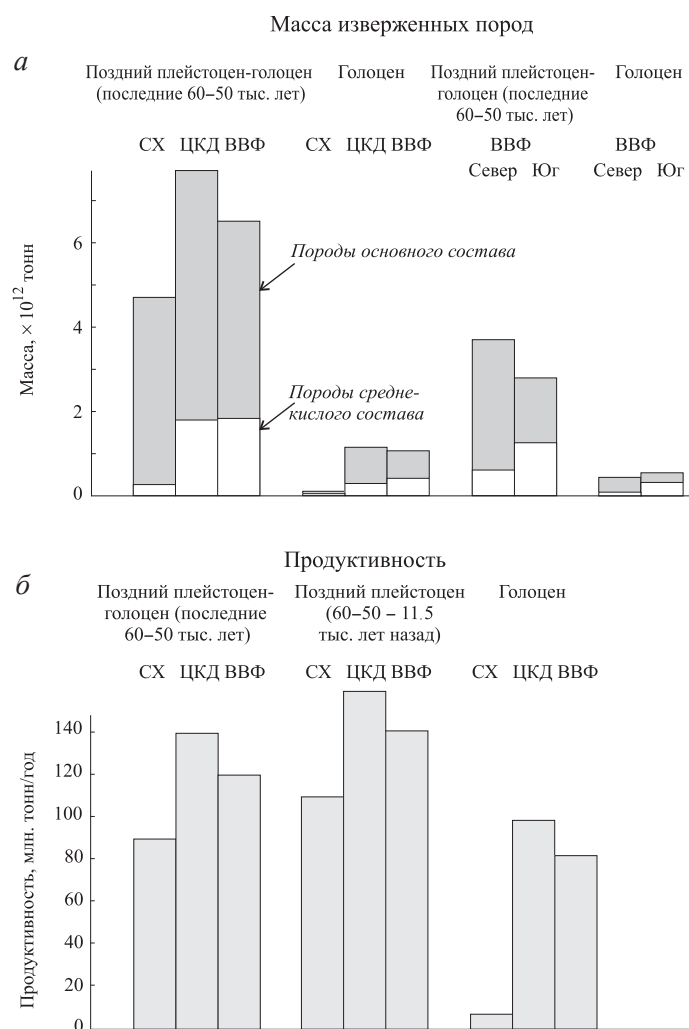 Масса изверженных пород
а
Поздний плейстоцен-голоцен
(последние 60–50 тыс. лет)
Голоцен
Поздний плейстоцен-
голоцен (последние
60–50 тыс. лет)
Голоцен
СХ ЦКД ВВФ
СХ ЦКД ВВФ
ВВФ
Север Юг
ВВФ
Север Юг
Масса, × 10¹² тонн
6
4
2
0
Породы основного состава
Породы средне-
кислого состава
Продуктивность
б
Поздний плейстоцен-
голоцен (последние
60–50 тыс. лет)
Поздний плейстоцен
(60–50 – 11.5
тыс. лет назад)
Голоцен
СХ ЦКД ВВФ
СХ ЦКД ВВФ
СХ ЦКД ВВФ
Продуктивность, млн. тонн/год
140
120
100
80
60
40
20
0